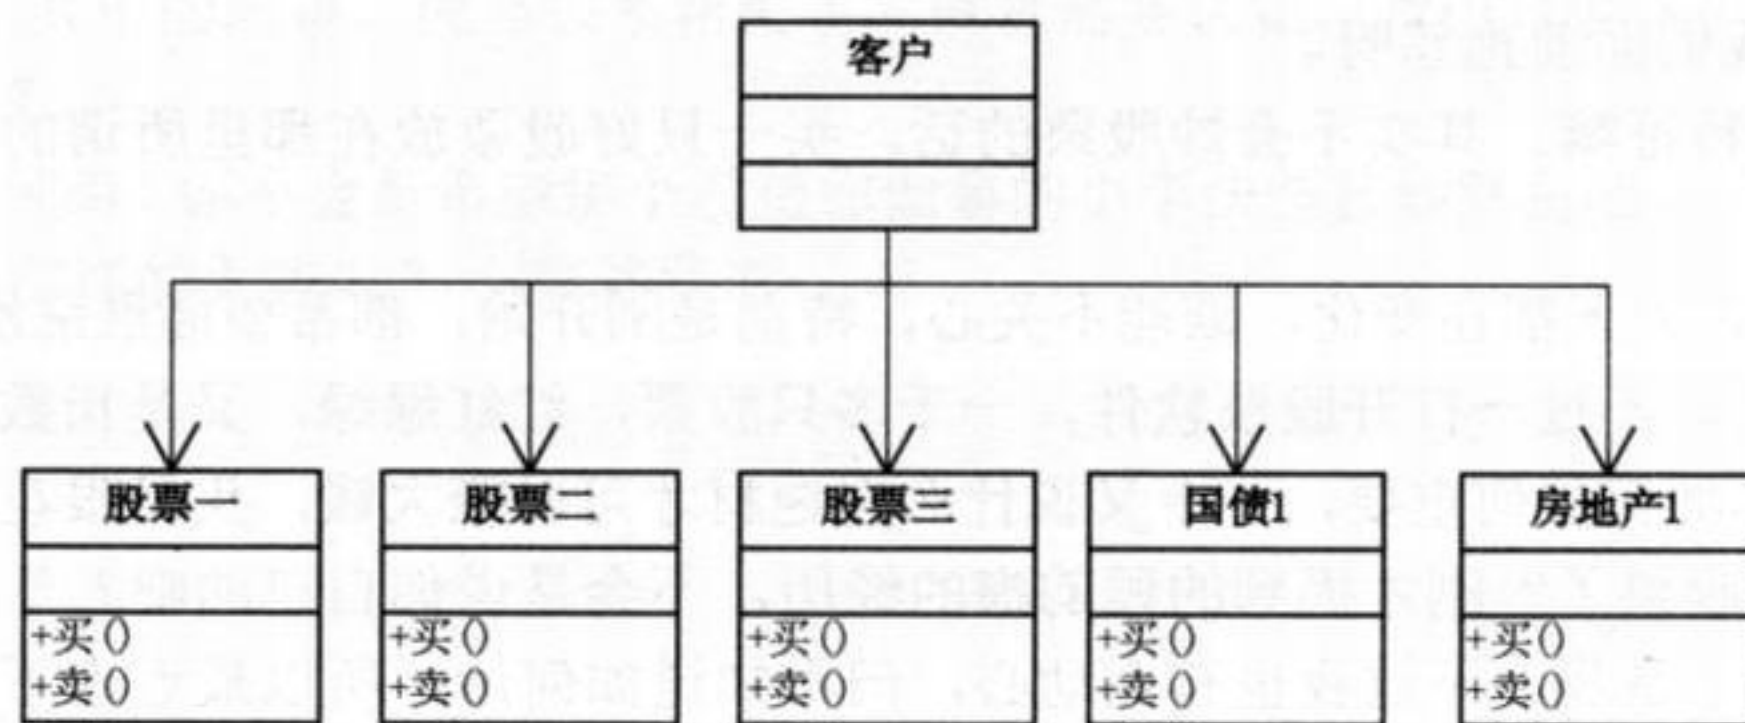 客户
股票一
+买()
+卖()
股票二
+买()
+卖()
股票三
+买()
+卖()
国债1
+买()
+卖()
房地产1
+买()
+卖()